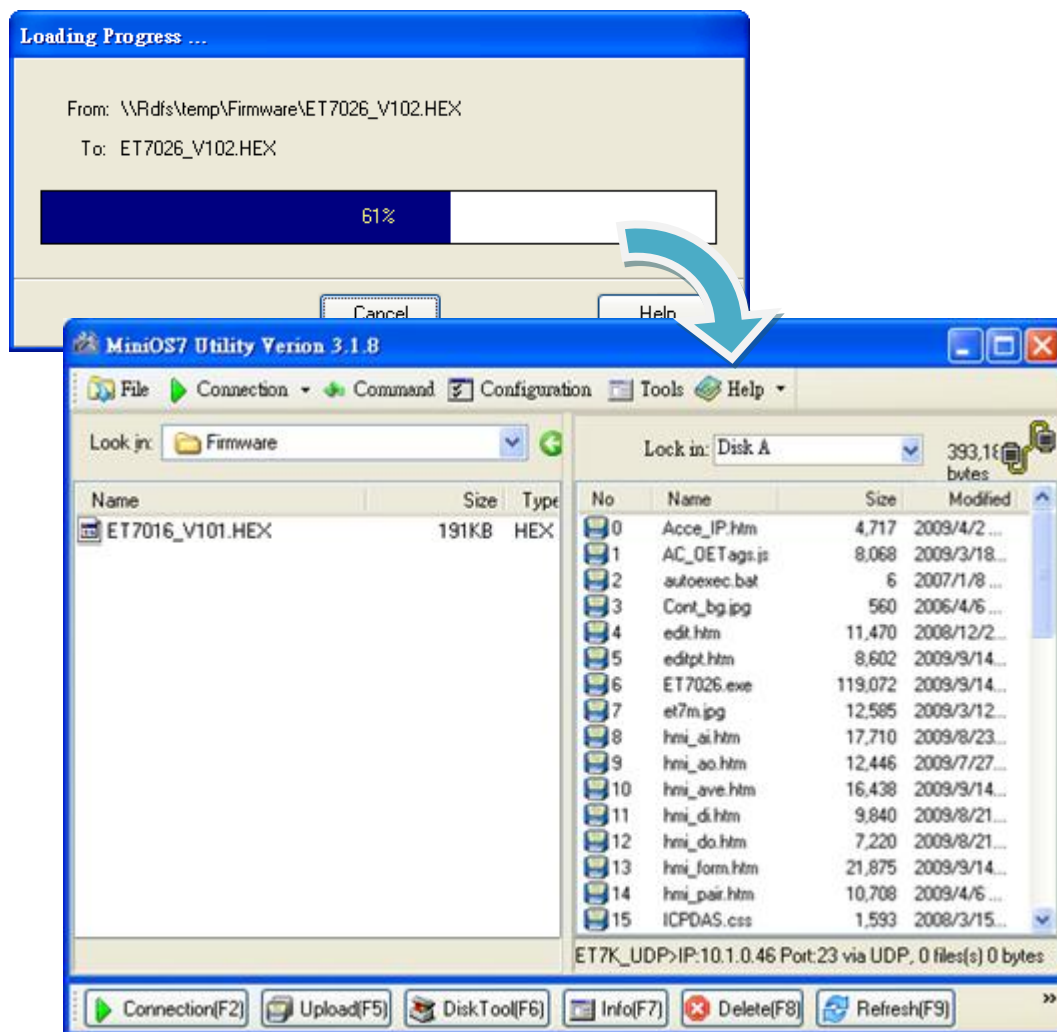 Loading Progress ...
From: \\Rdfs\temp\Firmware\ET7026_V102.HEX
To: ET7026_V102.HEX
61%
Cancel Help
MiniOS7 Utility Verion 3.1.8
File Connection Command Configuration Tools Help
Look in: Firmware
Lock in: Disk A
393,18
bytes
Name Size Type
ET7016_V101.HEX 191KB HEX
No Name Size Modified
0 Acce_IP.htm 4,717 2009/4/2 ...
1 AC_OETags.js 8,068 2009/3/18...
2 autoexec.bat 6 2007/1/8 ...
3 Cont_bg.jpg 560 2006/4/6 ...
4 edit.htm 11,470 2008/12/2...
5 editpt.htm 8,602 2009/9/14...
6 ET7026.exe 119,072 2009/9/14...
7 et7m.jpg 12,585 2009/3/12...
8 hmi_ai.htm 17,710 2009/8/23...
9 hmi_ao.htm 12,446 2009/7/27...
10 hmi_ave.htm 16,438 2009/9/14...
11 hmi_di.htm 9,840 2009/8/21...
12 hmi_do.htm 7,220 2009/8/21...
13 hmi_form.htm 21,875 2009/9/14...
14 hmi_pair.htm 10,708 2009/4/6 ...
15 ICPDAS.css 1,593 2008/3/15...
ET7K_UDP>IP:10.1.0.46 Port:23 via UDP, 0 files(s) 0 bytes
Connection(F2) Upload(F5) DiskTool(F6) Info(F7) Delete(F8) Refresh(F9) »